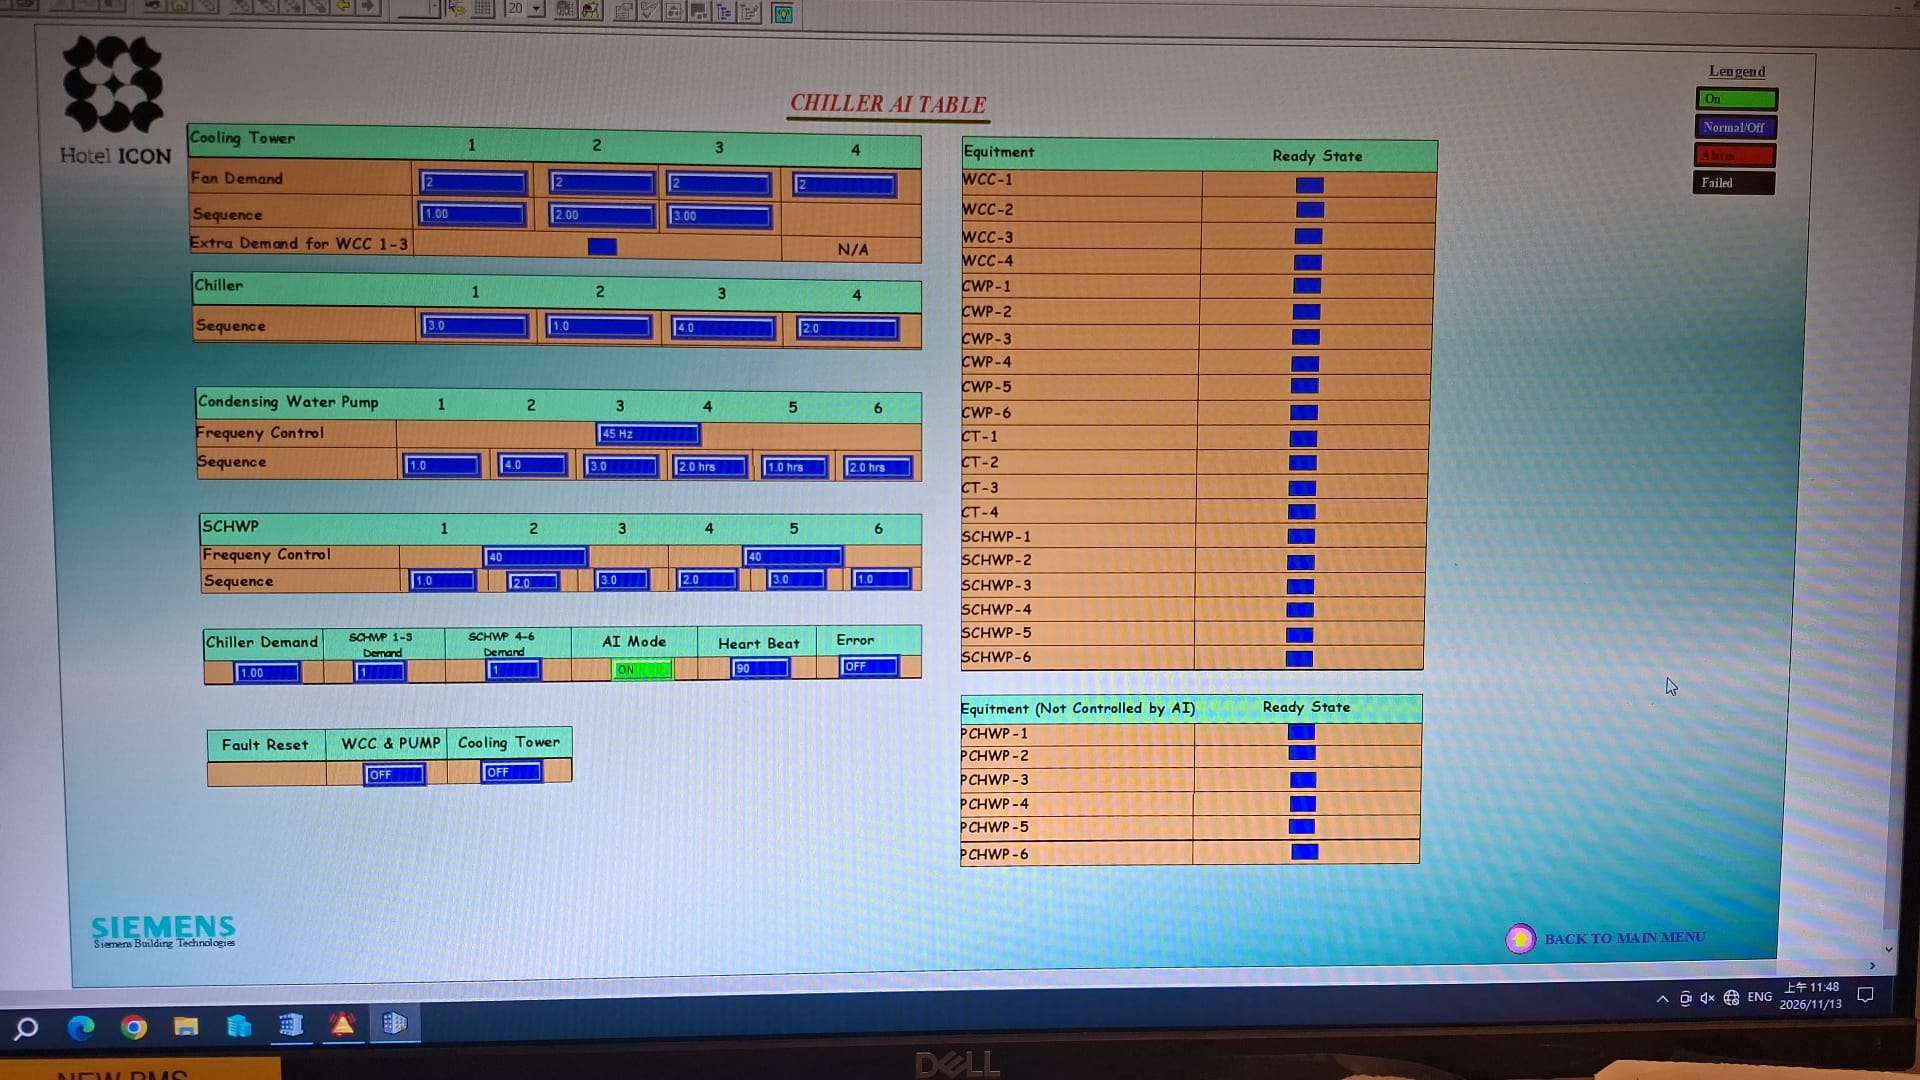 20
Hotel ICON
CHILLER AI TABLE
Lengend
On
Normal/Off
Alarm
Failed
Cooling Tower 1 2 3 4
Fan Demand 2 2 2 2
Sequence 1.00 2.00 3.00
Extra Demand for WCC 1-3 N/A
Chiller 1 2 3 4
Sequence 3.0 1.0 4.0 2.0
Condensing Water Pump 1 2 3 4 5 6
Frequeny Control 45 Hz
Sequence 1.0 4.0 3.0 2.0 hrs 1.0 hrs 2.0 hrs
SCHWP 1 2 3 4 5 6
Frequeny Control 40 40
Sequence 1.0 2.0 3.0 2.0 3.0 1.0
Chiller Demand SCHWP 1-3 Demand SCHWP 4-6 Demand AI Mode Heart Beat Error
1.00 1 1 ON 90 OFF
Fault Reset WCC & PUMP Cooling Tower
OFF OFF
Equitment Ready State
WCC-1
WCC-2
WCC-3
WCC-4
CWP-1
CWP-2
CWP-3
CWP-4
CWP-5
CWP-6
CT-1
CT-2
CT-3
CT-4
SCHWP-1
SCHWP-2
SCHWP-3
SCHWP-4
SCHWP-5
SCHWP-6
Equitment (Not Controlled by AI) Ready State
PCHWP-1
PCHWP-2
PCHWP-3
PCHWP-4
PCHWP-5
PCHWP-6
SIEMENS
Siemens Building Technologies
BACK TO MAIN MENU
ENG
上午 11:48
2026/11/13
DELL
NEW BMS